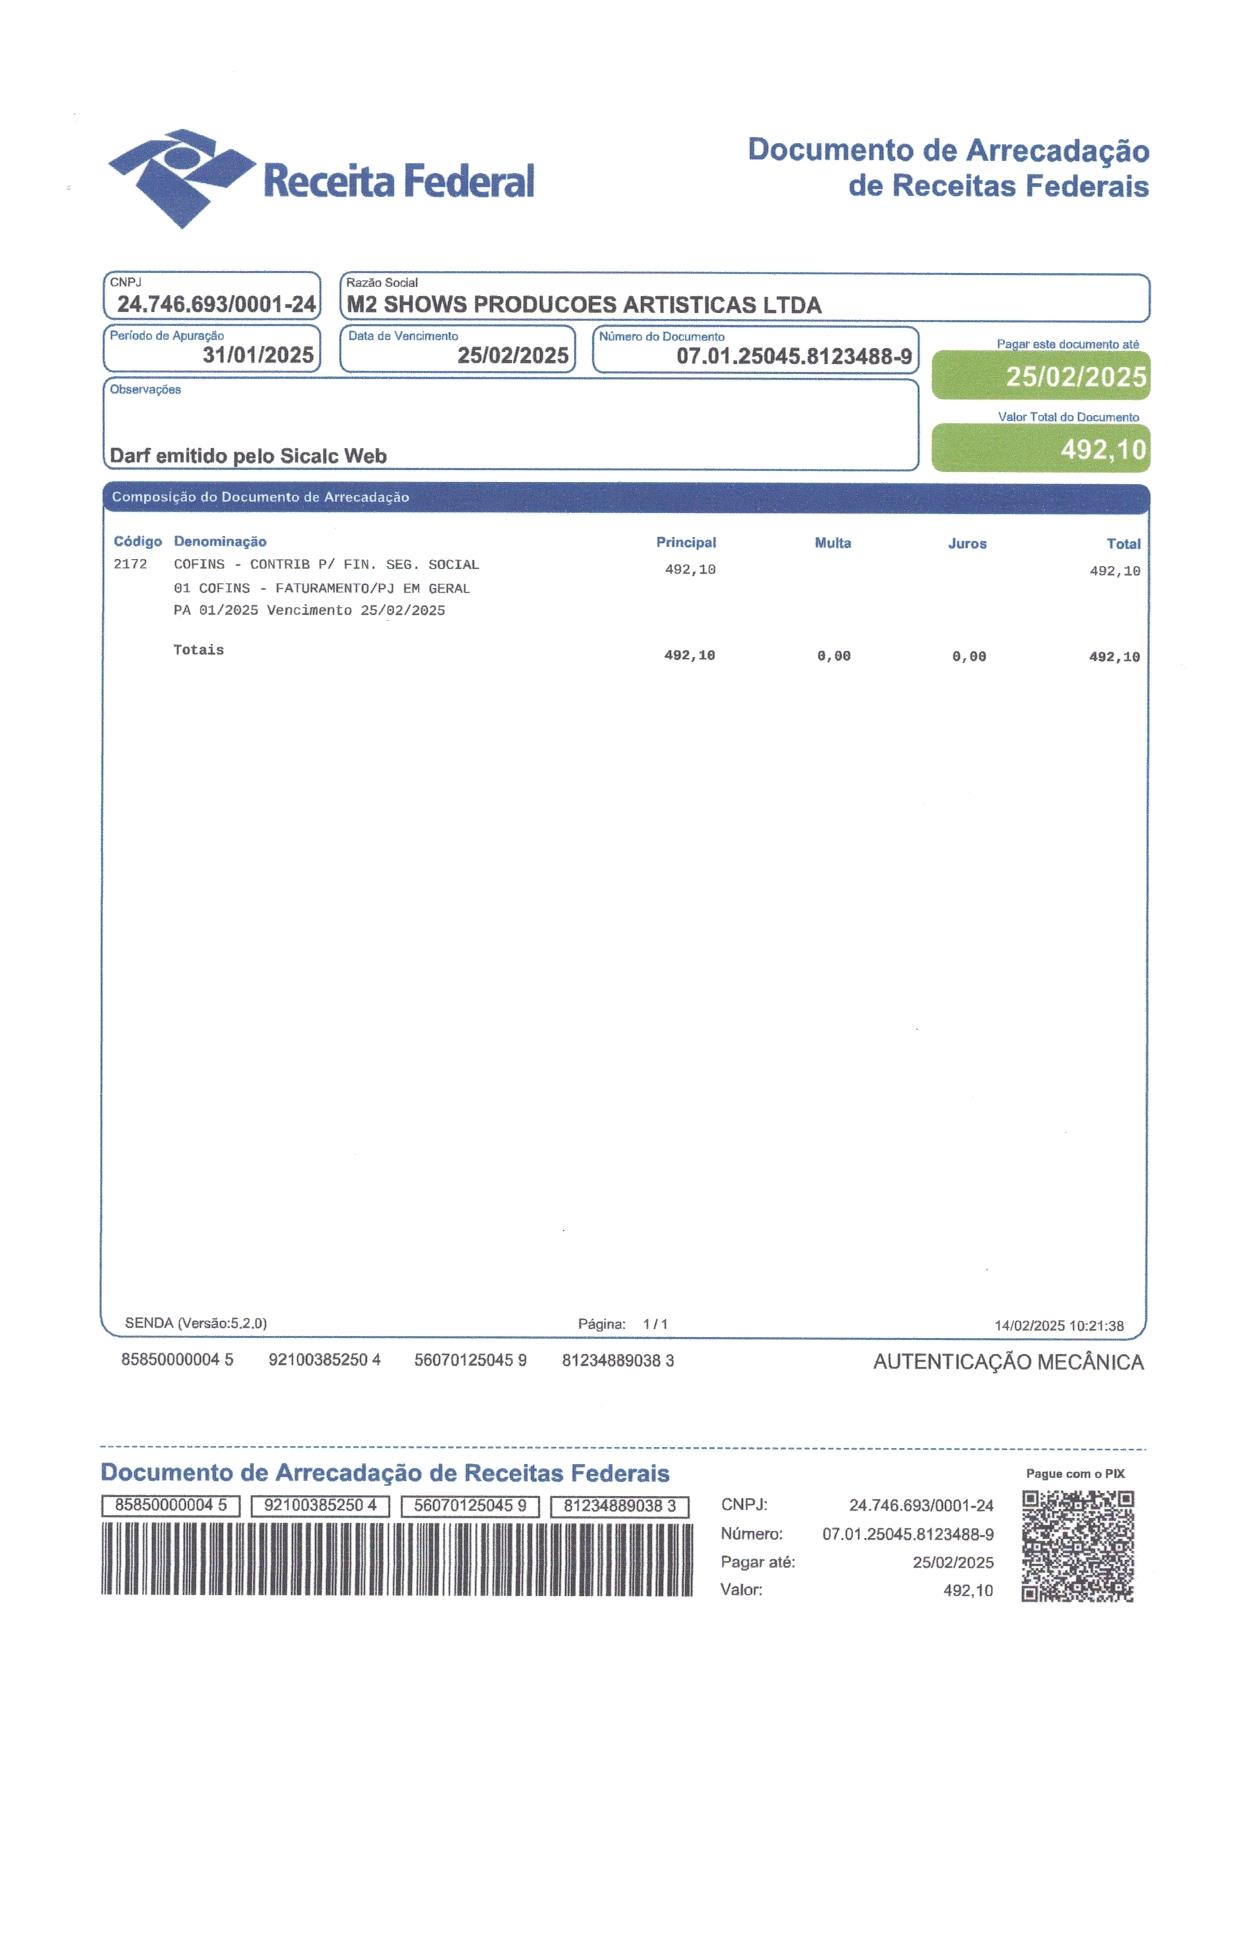 Receita Federal
Documento de Arrecadação
de Receitas Federais
CNPJ
24.746.693/0001-24
Razão Social
M2 SHOWS PRODUCOES ARTISTICAS LTDA
Período de Apuração
31/01/2025
Data de Vencimento
25/02/2025
Número do Documento
07.01.25045.8123488-9
Pagar este documento até
25/02/2025
Observações
Darf emitido pelo Sicalc Web
Valor Total do Documento
492,10
Composição do Documento de Arrecadação
Código Denominação Principal Multa Juros Total
2172 COFINS - CONTRIB P/ FIN. SEG. SOCIAL 492,10 492,10
01 COFINS - FATURAMENTO/PJ EM GERAL
PA 01/2025 Vencimento 25/02/2025
Totais 492,10 0,00 0,00 492,10
SENDA (Versão:5.2.0) Página: 1 / 1 14/02/2025 10:21:38
85850000004 5 92100385250 4 56070125045 9 81234889038 3 AUTENTICAÇÃO MECÂNICA
Documento de Arrecadação de Receitas Federais
85850000004 5 92100385250 4 56070125045 9 81234889038 3
CNPJ: 24.746.693/0001-24
Número: 07.01.25045.8123488-9
Pagar até: 25/02/2025
Valor: 492,10
Pague com o PIX